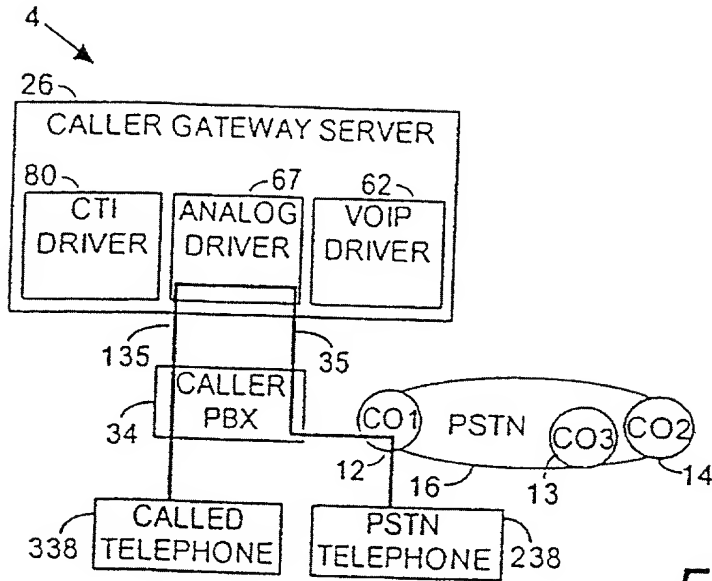 4
26
CALLER GATEWAY SERVER
80
67
62
CTI DRIVER
ANALOG DRIVER
VOIP DRIVER
135
35
34
CALLER PBX
CO1
PSTN
CO3
CO2
12
16
13
14
338
CALLED TELEPHONE
PSTN TELEPHONE
238
F